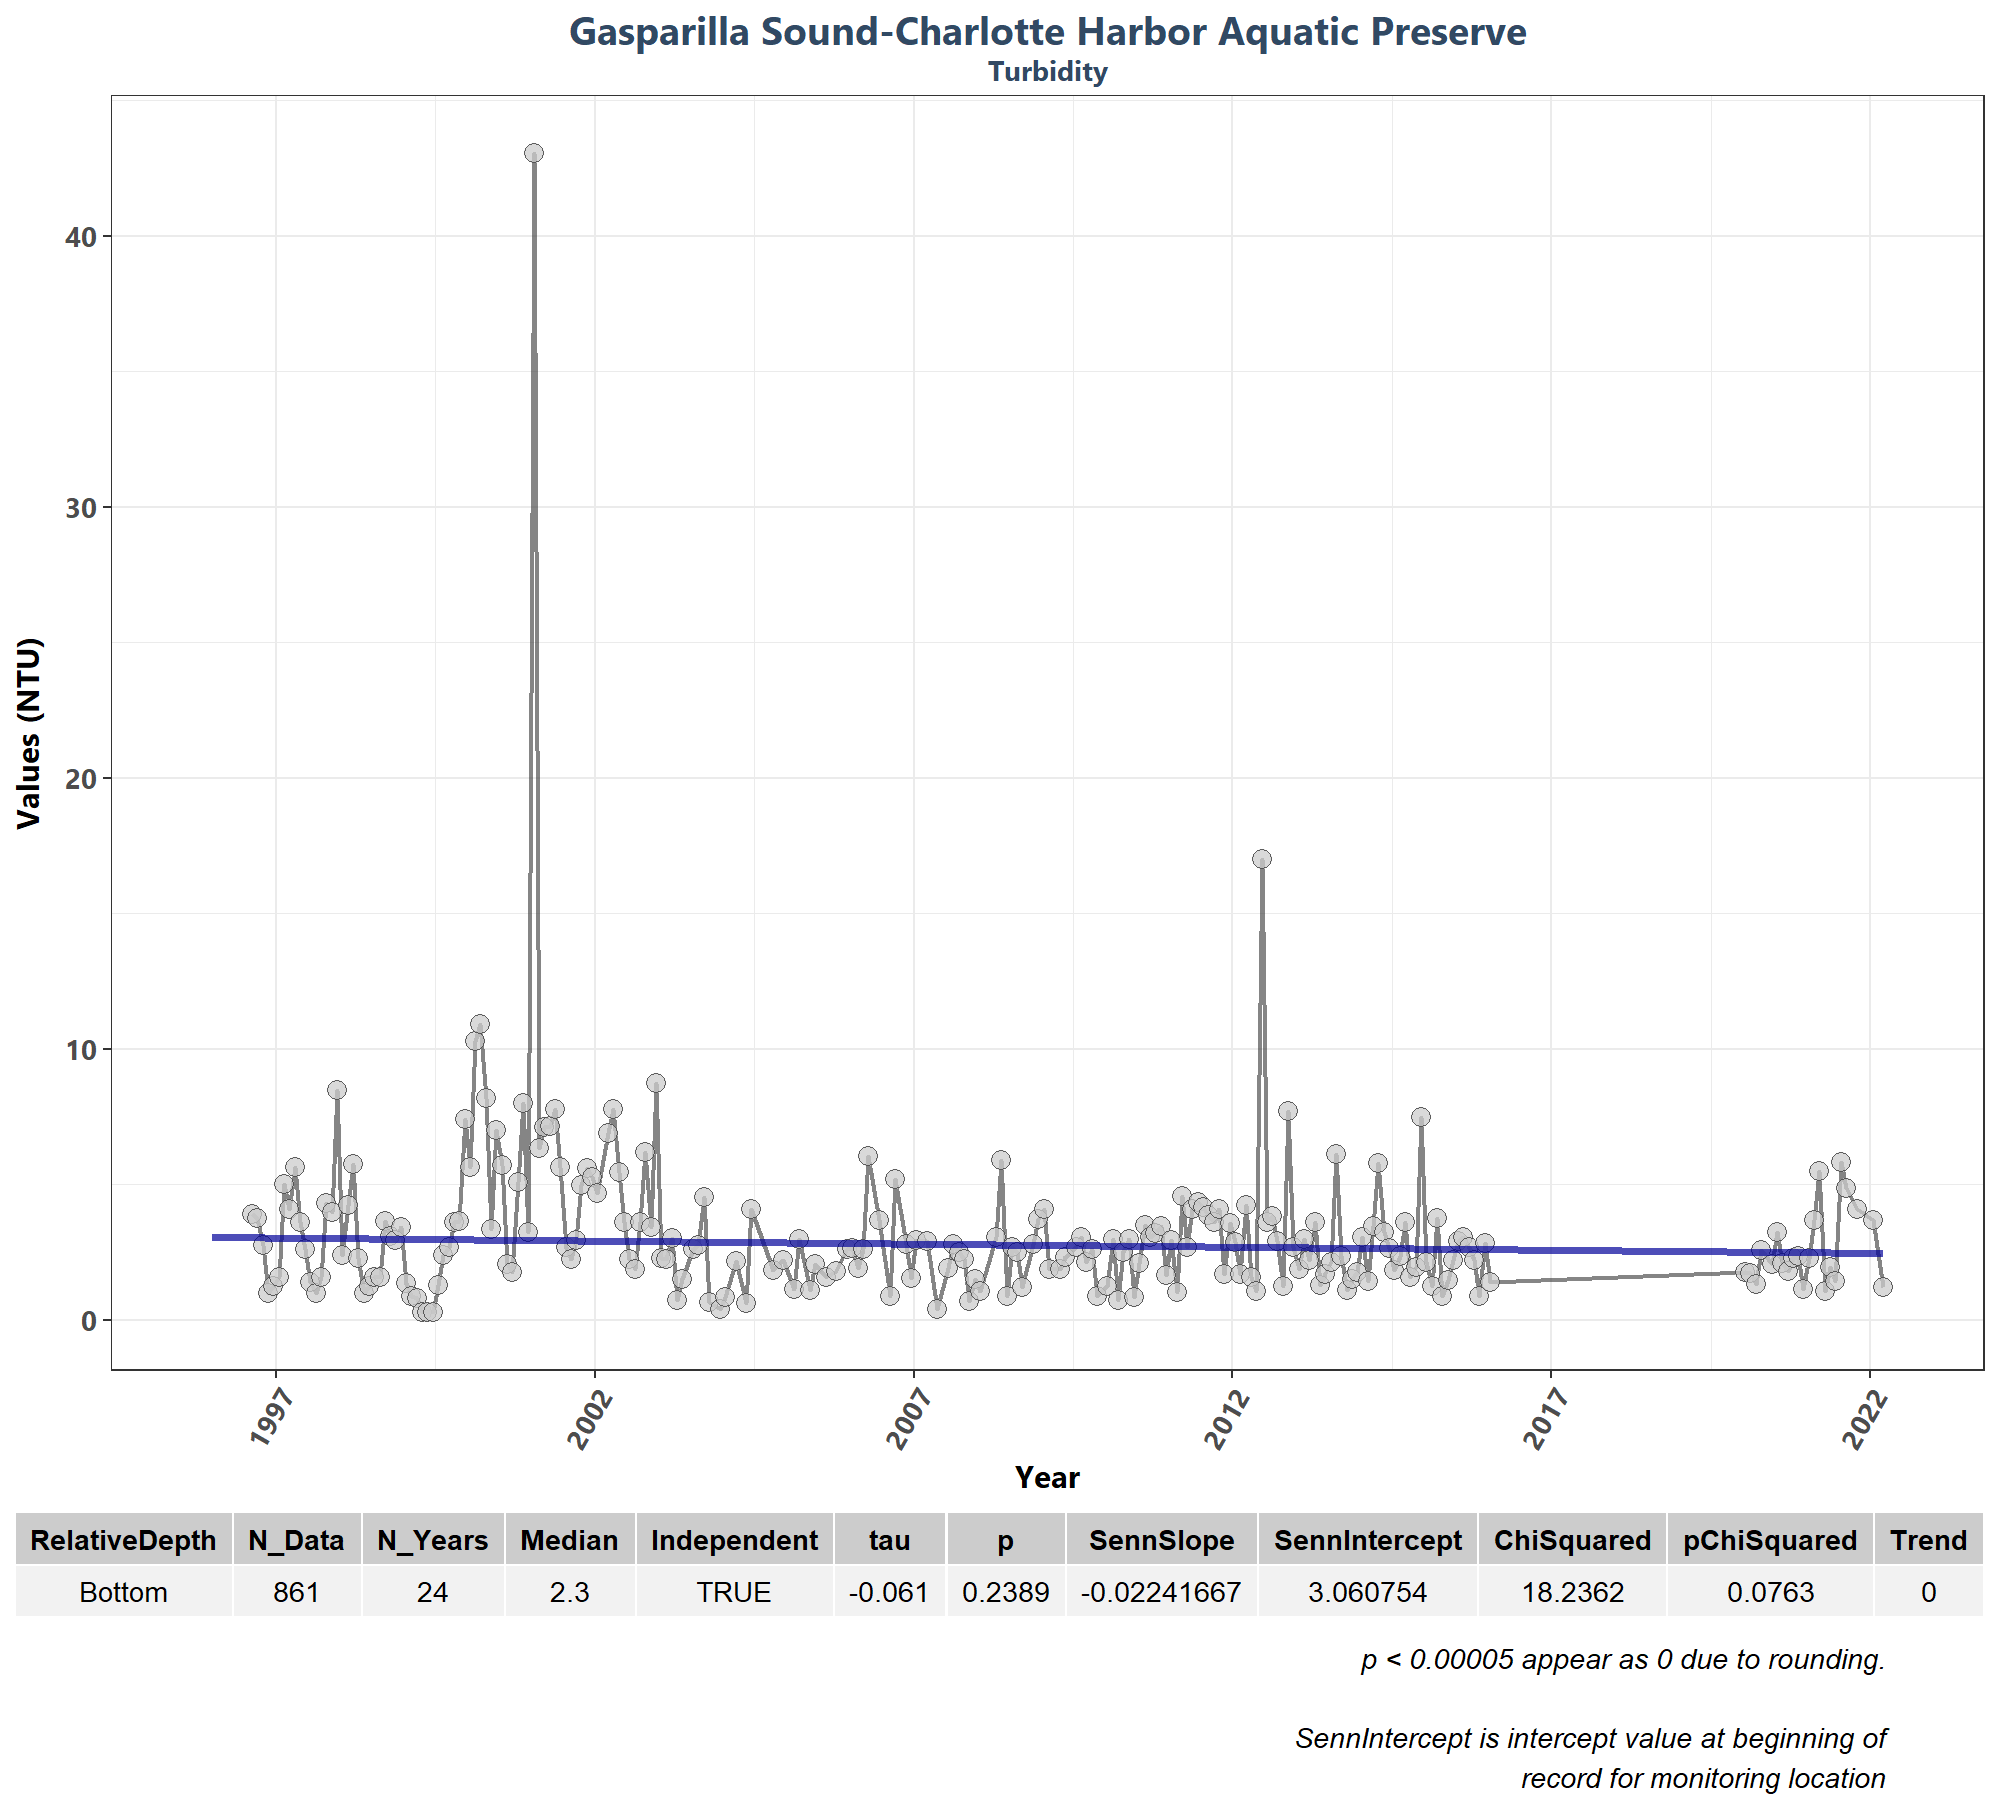 Gasparilla Sound-Charlotte Harbor Aquatic Preserve
Turbidity
Values (NTU)
40
30
20
10
0
1997 2002 2007 2012 2017 2022
Year
RelativeDepth N_Data N_Years Median Independent tau p SennSlope SennIntercept ChiSquared pChiSquared Trend
Bottom 861 24 2.3 TRUE -0.061 0.2389 -0.02241667 3.060754 18.2362 0.0763 0
p < 0.00005 appear as 0 due to rounding.
SennIntercept is intercept value at beginning of
record for monitoring location